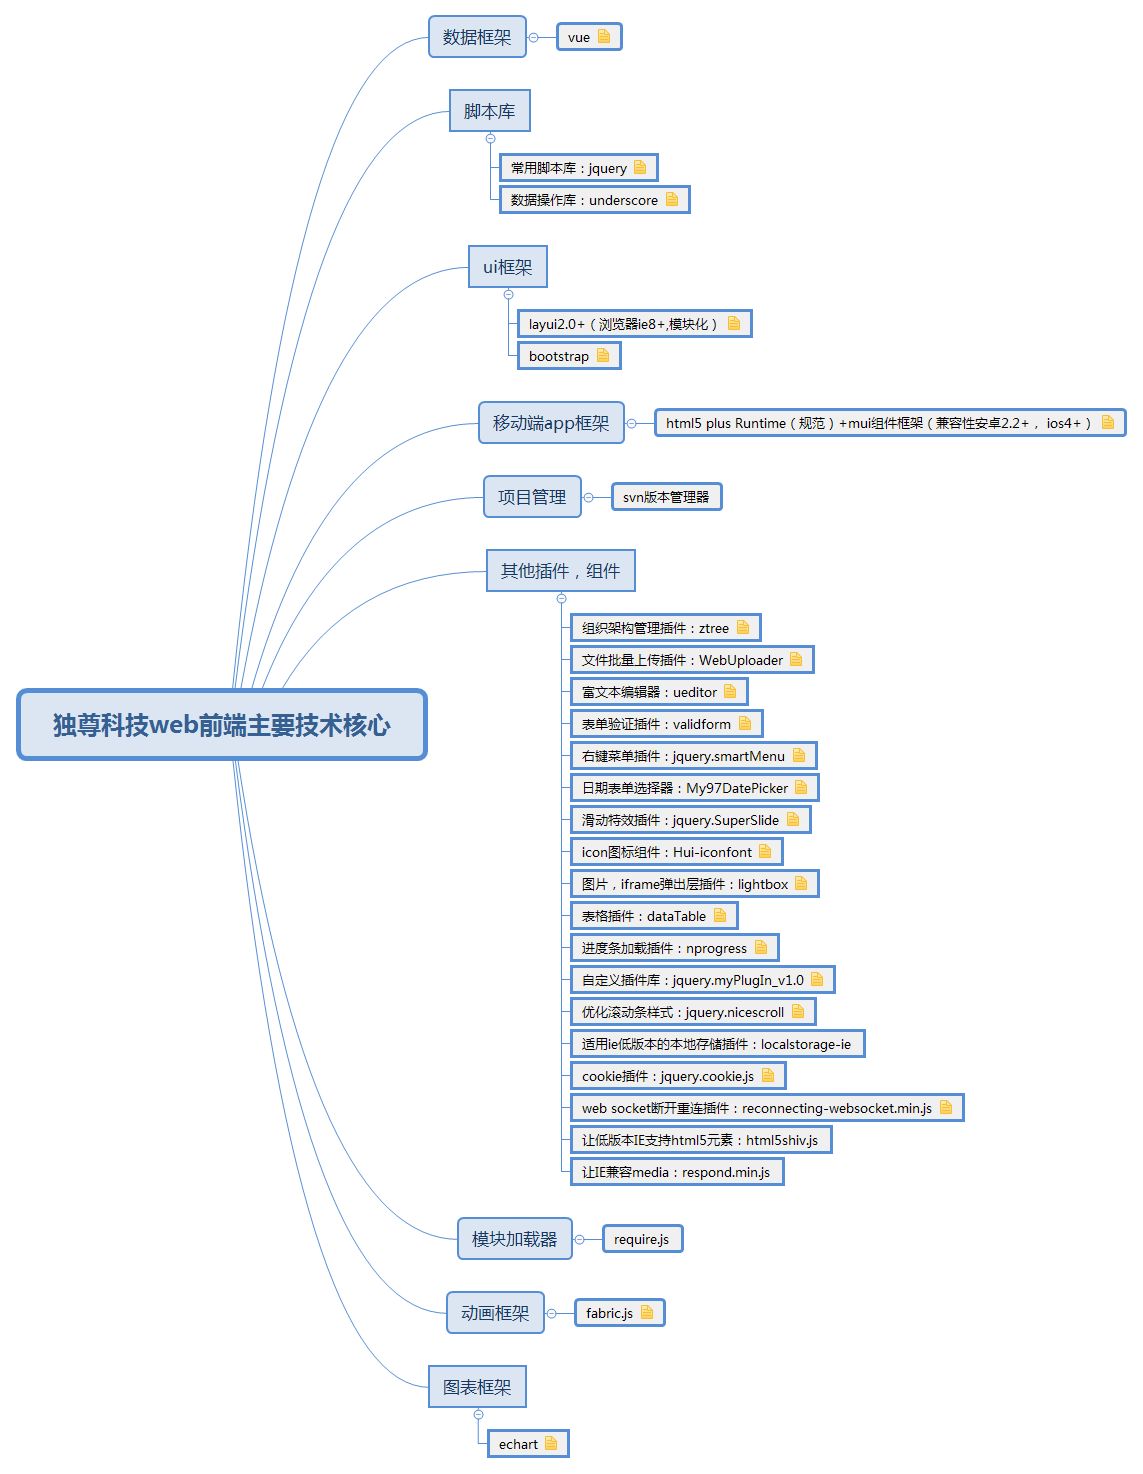 数据框架
vue
脚本库
常用脚本库：jquery
数据操作库：underscore
ui框架
layui2.0+（浏览器ie8+,模块化）
bootstrap
移动端app框架
html5 plus Runtime（规范）+mui组件框架（兼容性安卓2.2+， ios4+）
项目管理
svn版本管理器
其他插件，组件
组织架构管理插件：ztree
文件批量上传插件：WebUploader
富文本编辑器：ueditor
表单验证插件：validform
右键菜单插件：jquery.smartMenu
日期表单选择器：My97DatePicker
滑动特效插件：jquery.SuperSlide
icon图标组件：Hui-iconfont
图片，iframe弹出层插件：lightbox
表格插件：dataTable
进度条加载插件：nprogress
自定义插件库：jquery.myPlugIn_v1.0
优化滚动条样式：jquery.nicescroll
适用ie低版本的本地存储插件：localstorage-ie
cookie插件：jquery.cookie.js
web socket断开重连插件：reconnecting-websocket.min.js
让低版本IE支持html5元素：html5shiv.js
让IE兼容media：respond.min.js
独尊科技web前端主要技术核心
模块加载器
require.js
动画框架
fabric.js
图表框架
echart